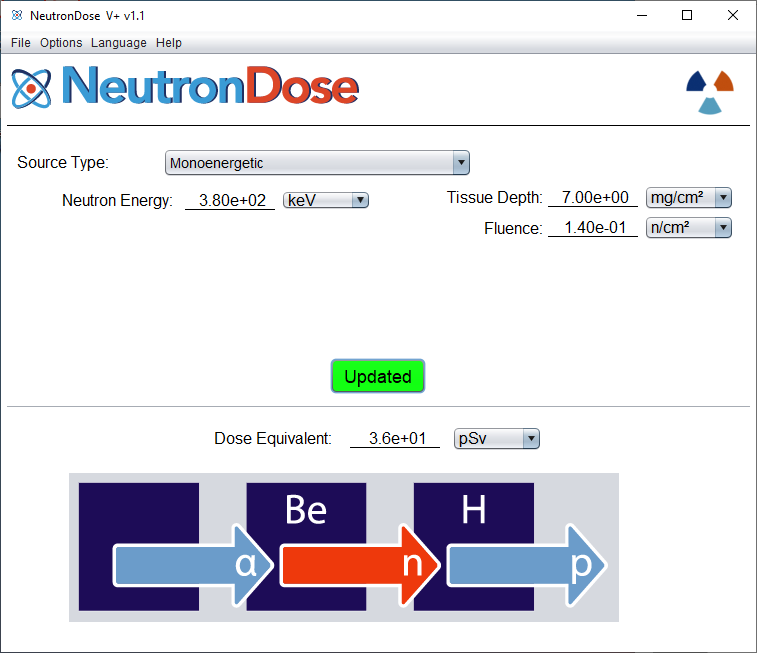 NeutronDose V+ v1.1
File Options Language Help
NeutronDose
Source Type: Monoenergetic
Neutron Energy: 3.80e+02 keV Tissue Depth: 7.00e+00 mg/cm²
Fluence: 1.40e-01 n/cm²
Updated
Dose Equivalent: 3.6e+01 pSv
Be H
α n p